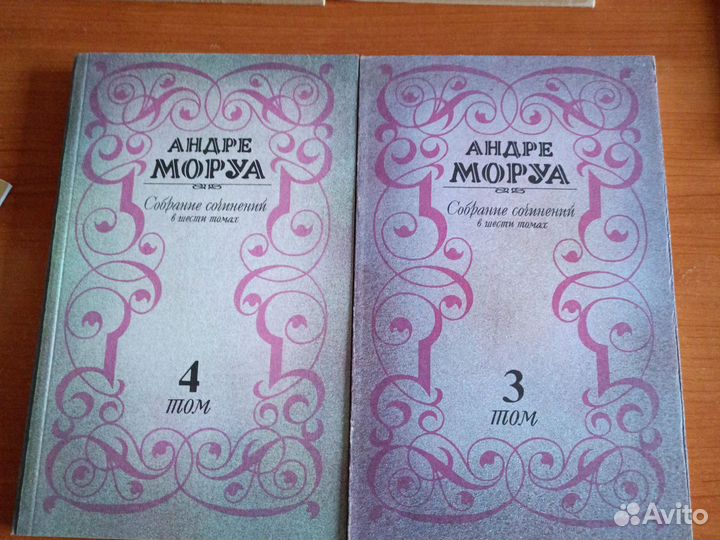 АНДРЕ
МОРУА
Собрание сочинений
в шести томах
4
том
АНДРЕ
МОРУА
Собрание сочинений
в шести томах
3
том
Avito